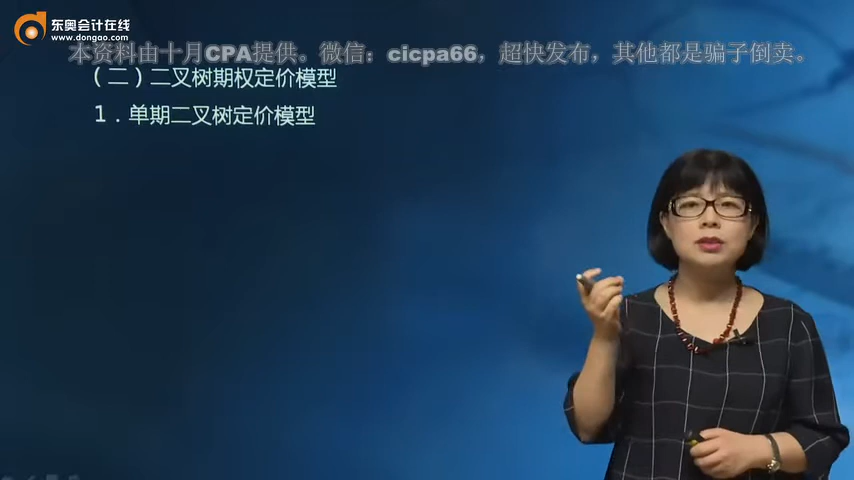 东奥会计在线
www.dongao.com
本资料由十月CPA提供。微信：cicpa66，超快发布，其他都是骗子倒卖。
（二）二叉树期权定价模型
1．单期二叉树定价模型